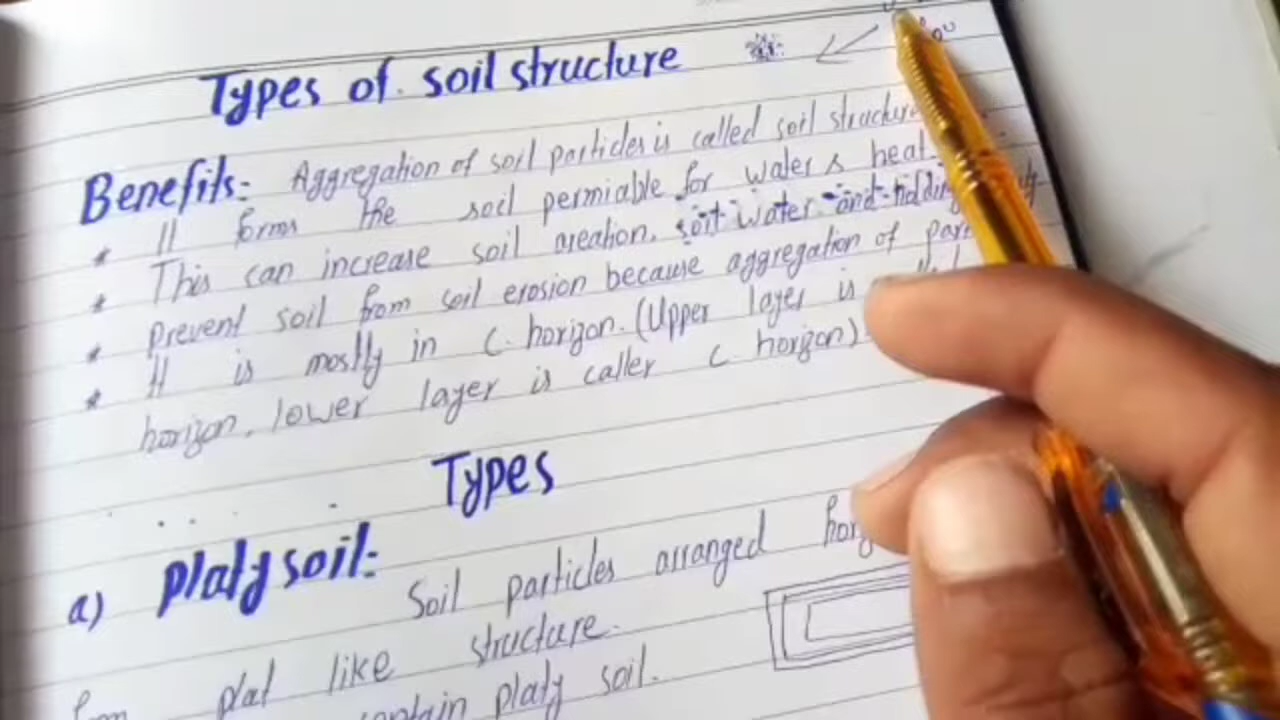 Types of soil structure
Benefits:- Aggregation of soil particles is called soil structure
* It forms the soil permiable for water & heat.
* This can increase soil areation. soil water and holding
* prevent soil from soil erosion because aggregation of
* It is mostly in C. horizon. (Upper layer is
horizon. lower layer is caller C horizon)
Types
a) platy soil:- Soil particles arranged
plat like structure.
platy soil.